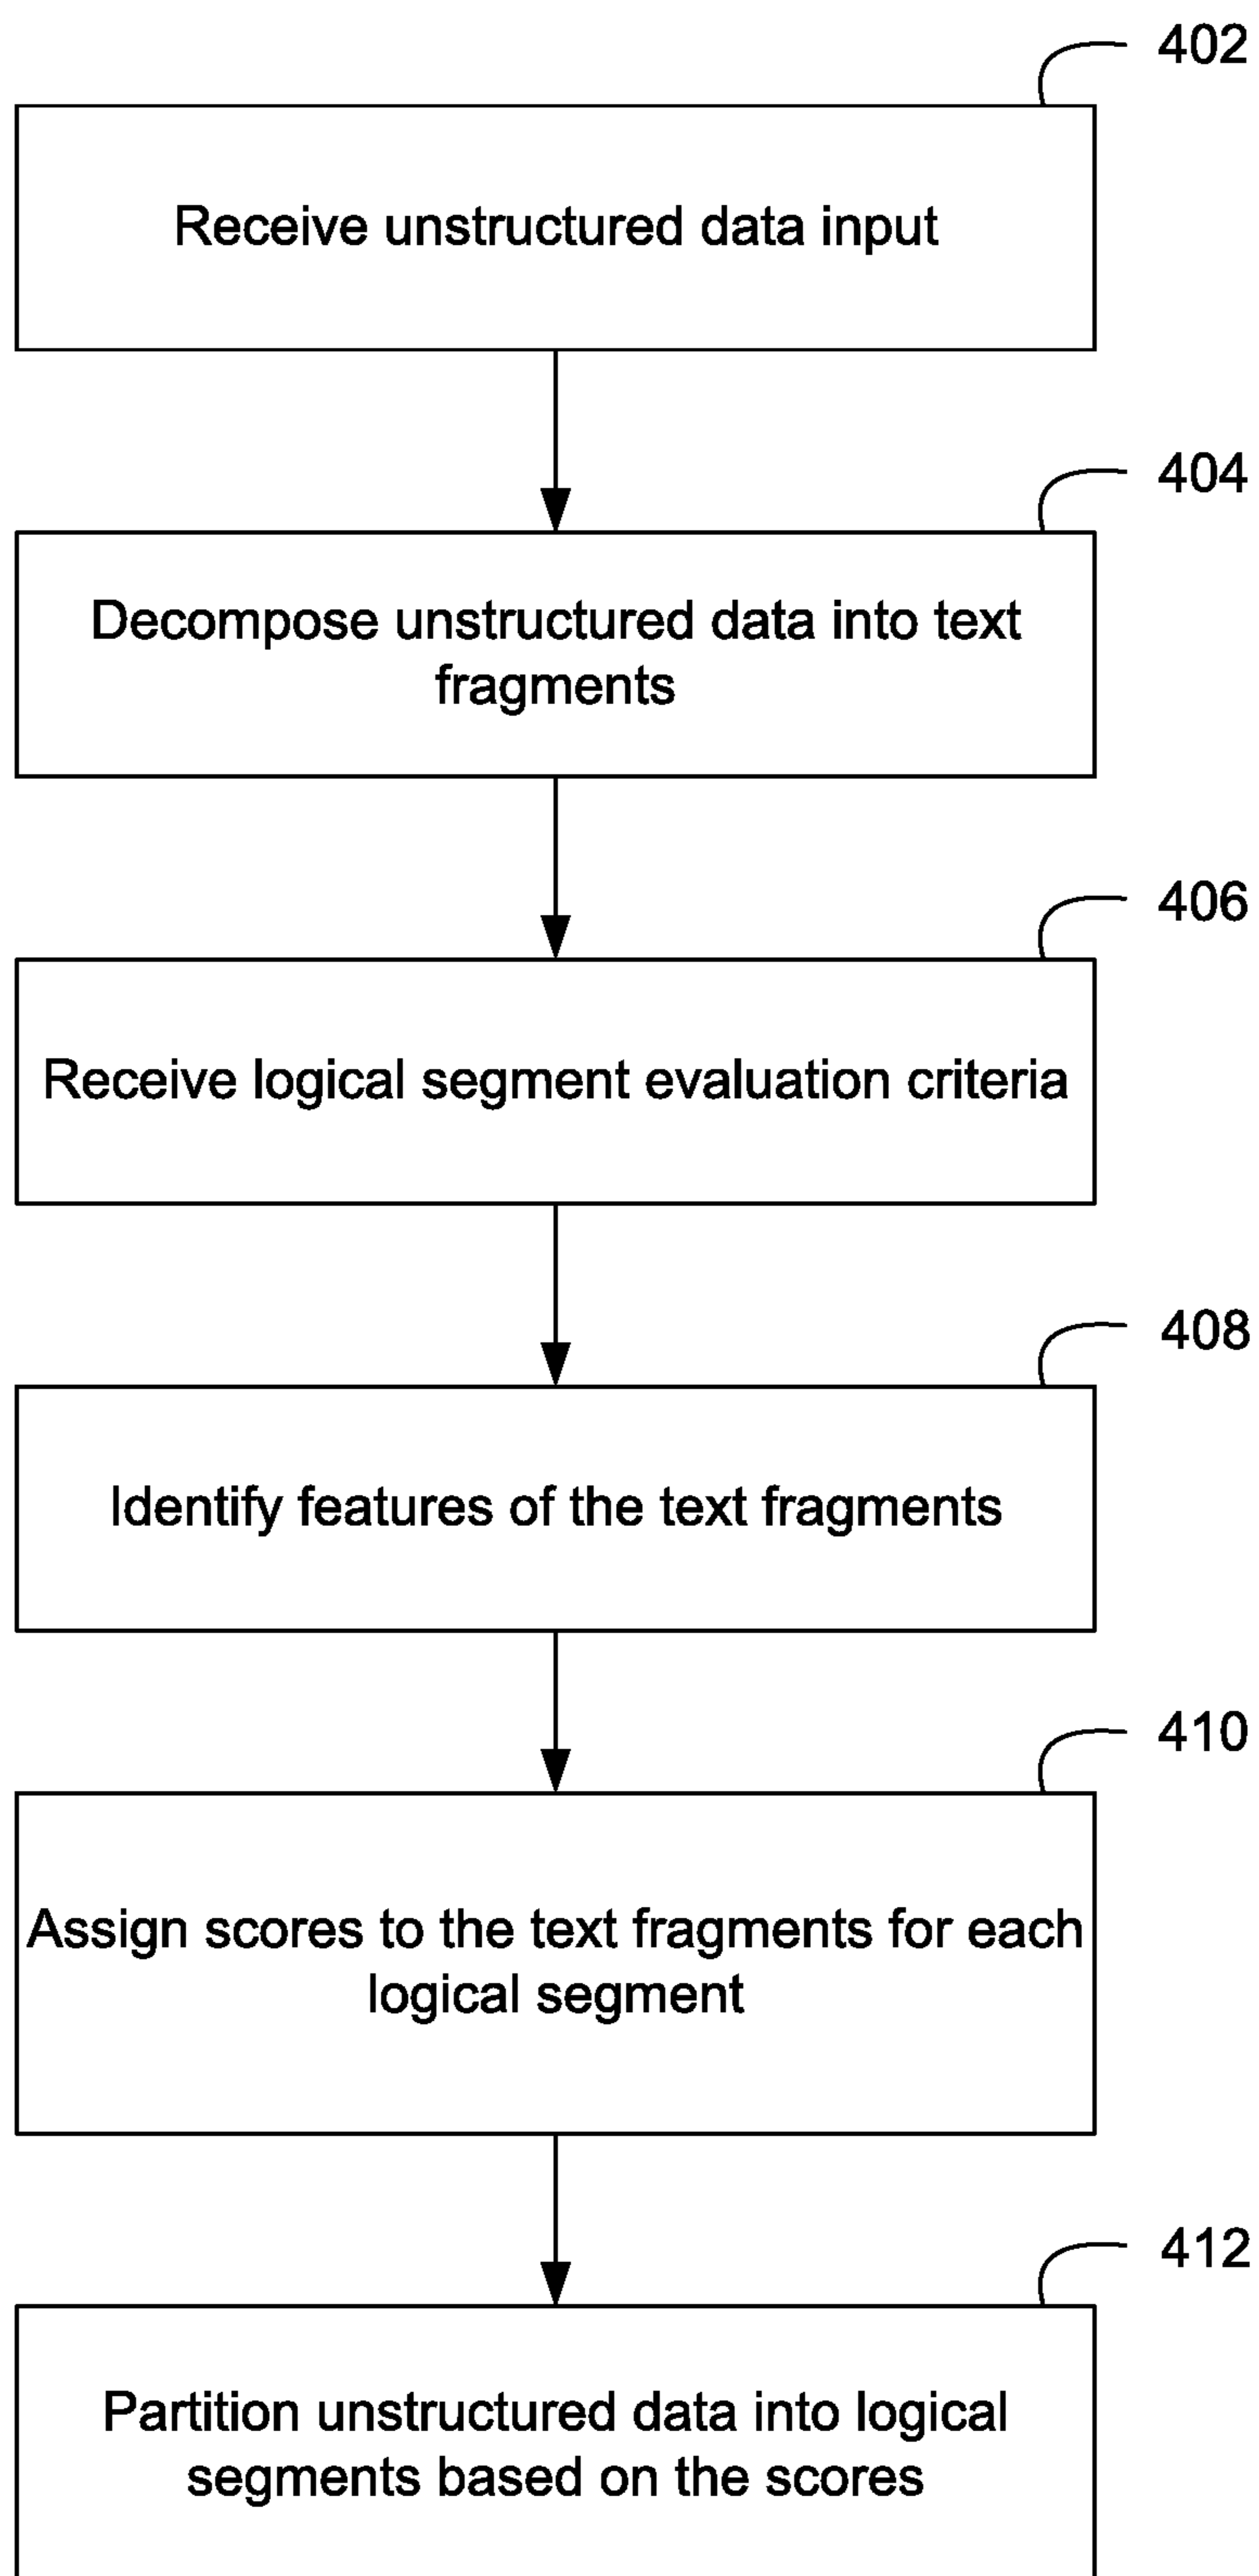 402
Receive unstructured data input
404
Decompose unstructured data into text
fragments
406
Receive logical segment evaluation criteria
408
Identify features of the text fragments
410
Assign scores to the text fragments for each
logical segment
412
Partition unstructured data into logical
segments based on the scores